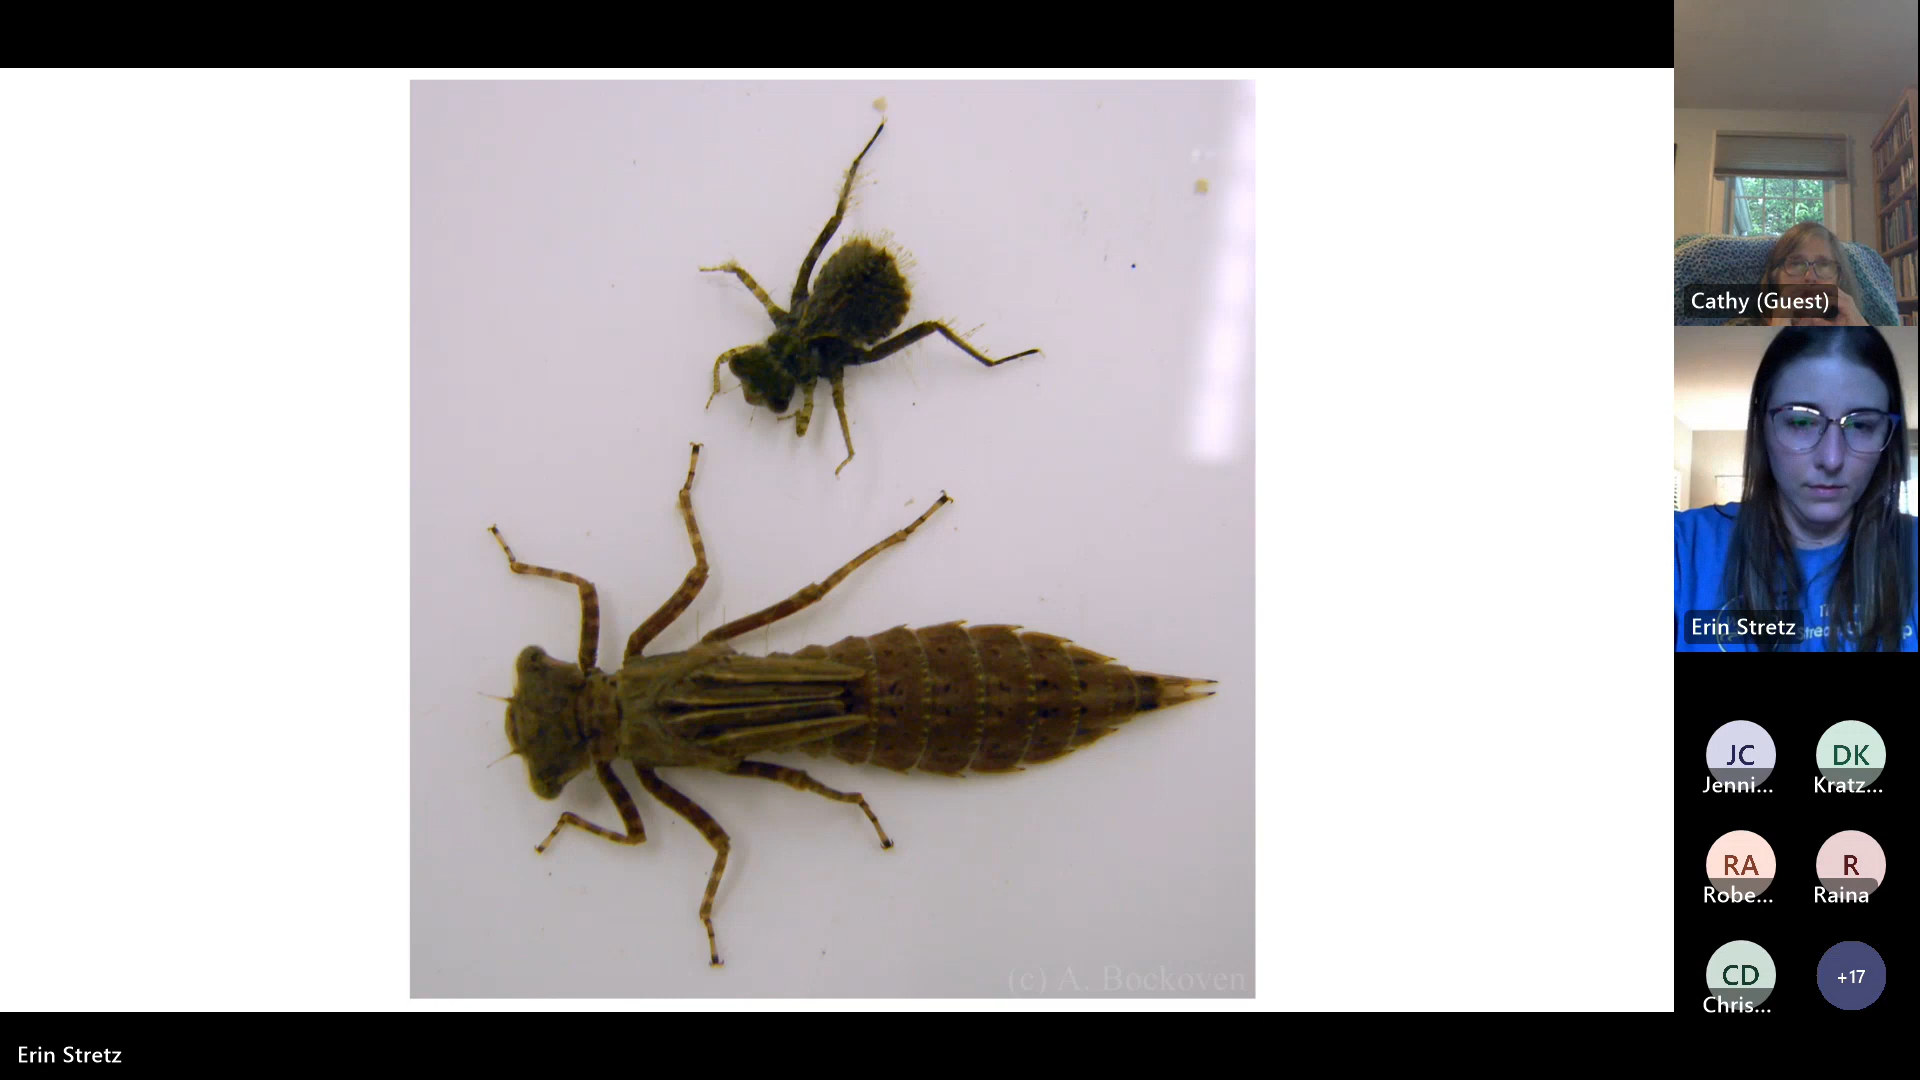 (c) A. Bockoven
Cathy (Guest)
Erin Stretz
JC
Jenni...
DK
Kratz...
RA
Robe...
R
Raina
CD
Chris...
+17
Erin Stretz